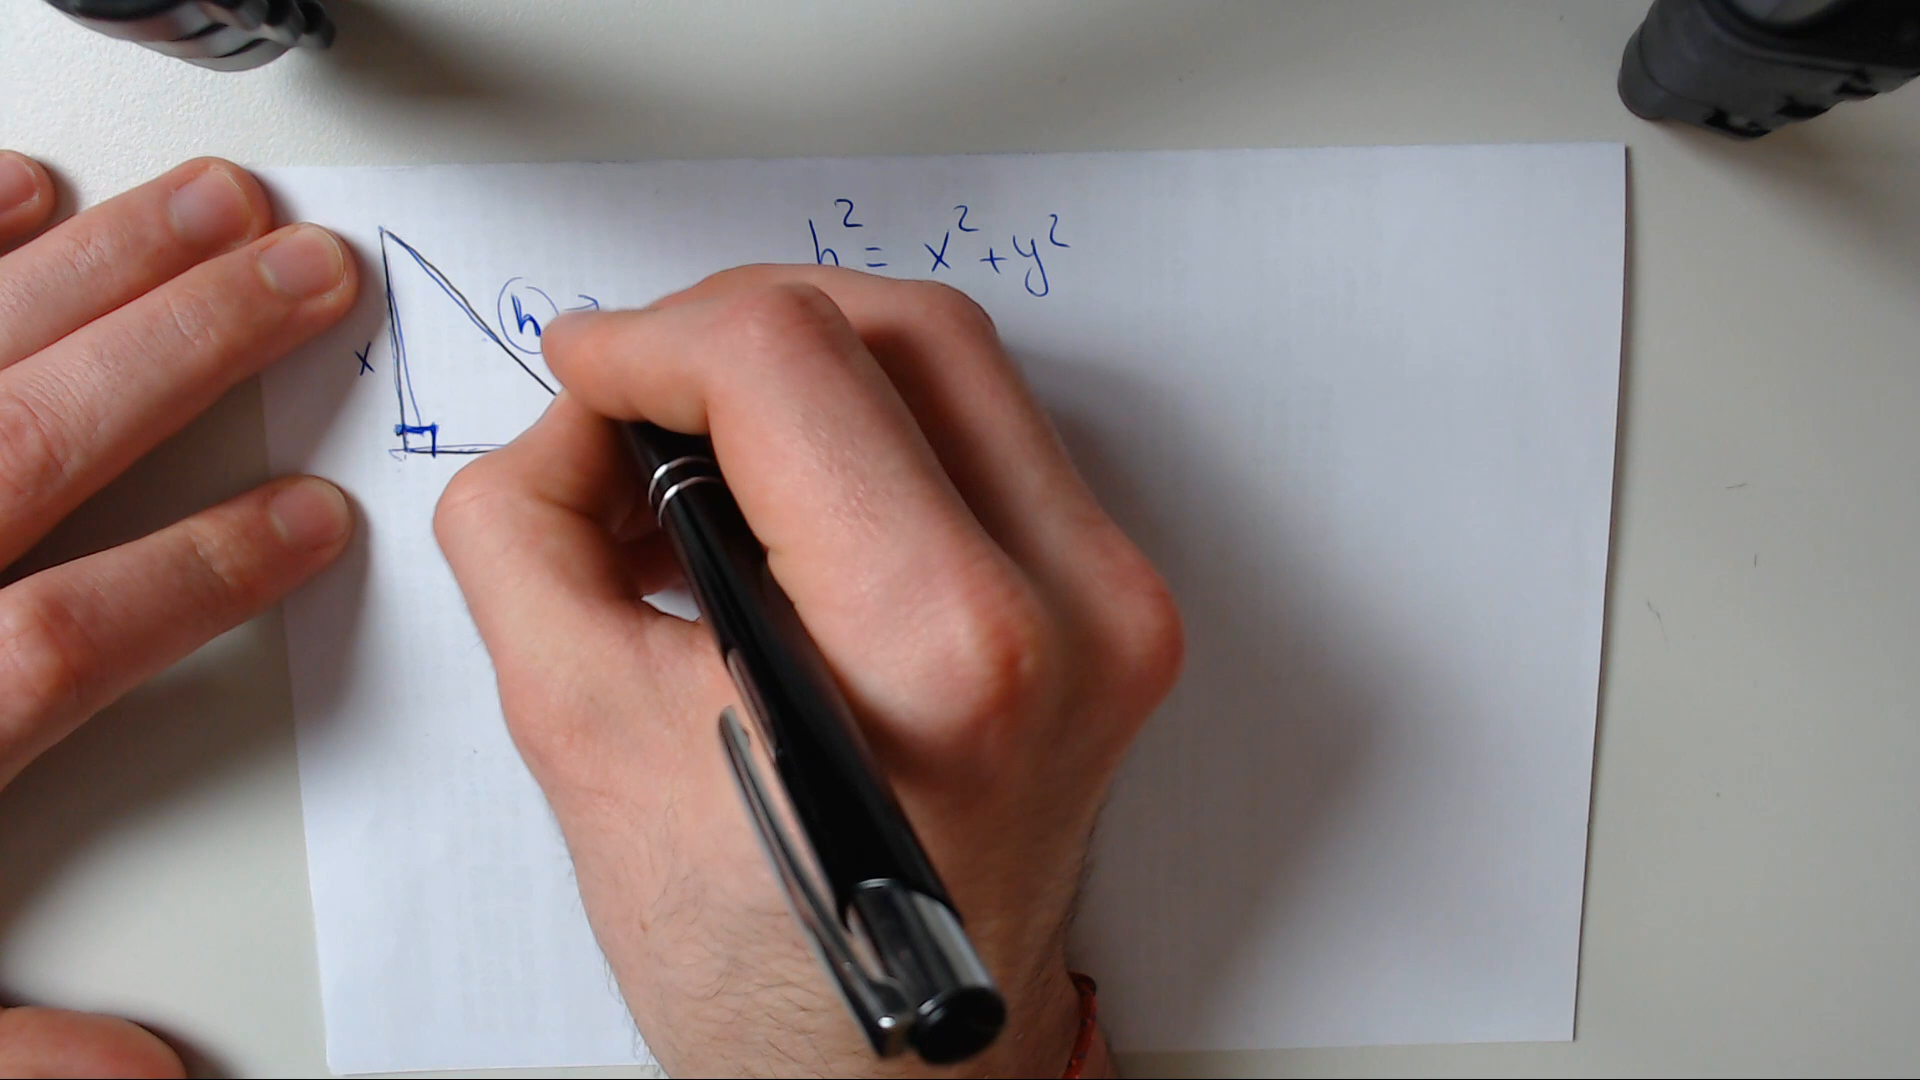 h² = x² + y²
h →
x